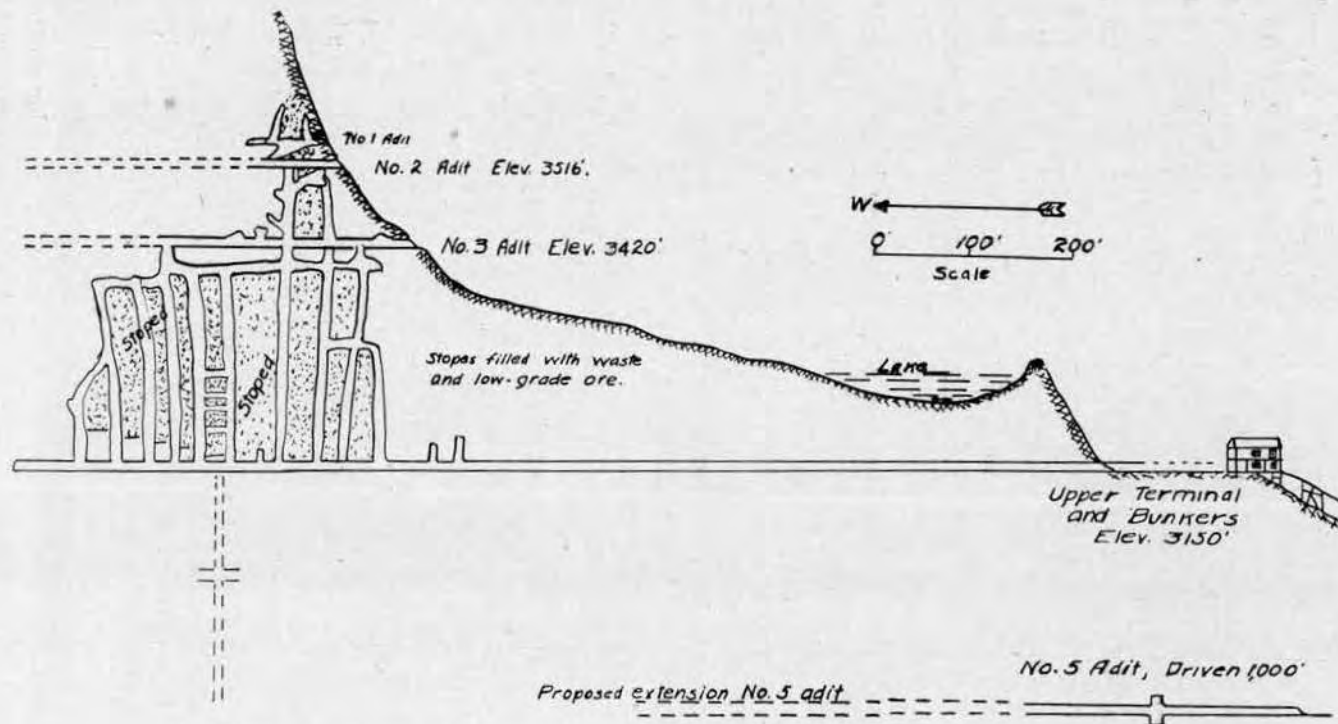 No 1 Adit
No. 2 Adit Elev. 3516'.
W
No. 3 Adit Elev. 3420'
0' 100' 200'
Scale
Stoped
Stoped
Stopes filled with waste
and low-grade ore.
Lake
Upper Terminal
and Bunkers
Elev. 3150'
No. 5 Adit, Driven 1,000'
Proposed extension No. 5 adit